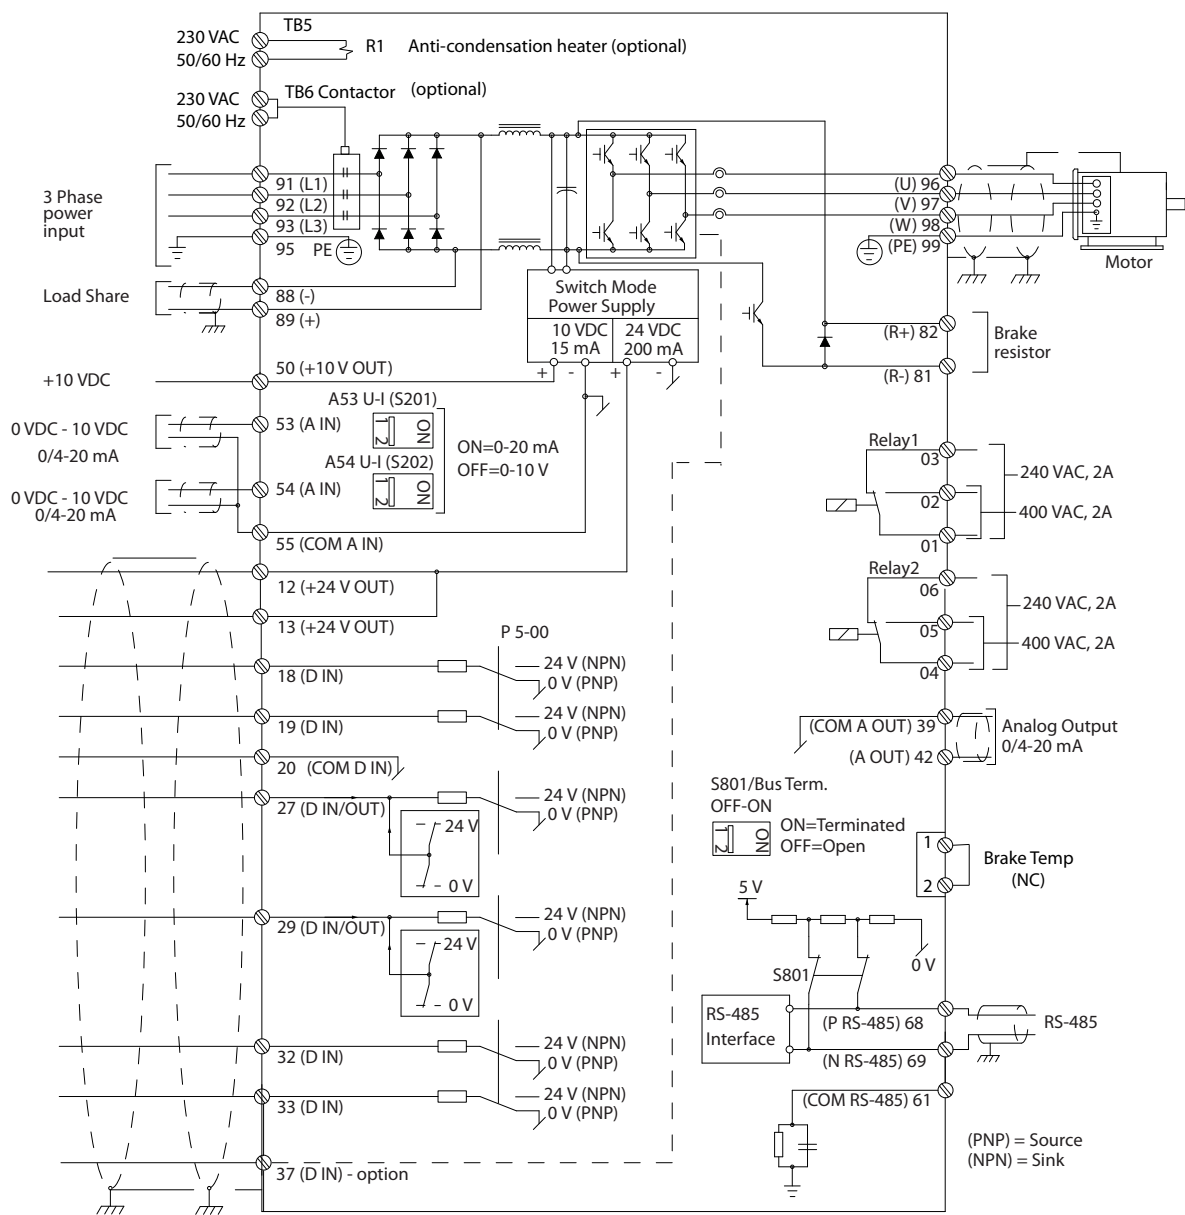 TB5
230 VAC
50/60 Hz
R1
Anti-condensation heater (optional)
TB6 Contactor
(optional)
230 VAC
50/60 Hz
3 Phase
power
input
91 (L1)
92 (L2)
93 (L3)
95
PE
(U) 96
(V) 97
(W) 98
(PE) 99
Motor
Load Share
88 (-)
89 (+)
Switch Mode
Power Supply
10 VDC
15 mA
24 VDC
200 mA
+
-
+
-
(R+) 82
(R-) 81
Brake
resistor
+10 VDC
50 (+10 V OUT)
A53 U-I (S201)
0 VDC - 10 VDC
0/4-20 mA
53 (A IN)
1 2
ON
ON=0-20 mA
OFF=0-10 V
A54 U-I (S202)
0 VDC - 10 VDC
0/4-20 mA
54 (A IN)
1 2
ON
55 (COM A IN)
Relay1
03
02
01
240 VAC, 2A
400 VAC, 2A
12 (+24 V OUT)
13 (+24 V OUT)
Relay2
06
05
04
240 VAC, 2A
400 VAC, 2A
P 5-00
18 (D IN)
24 V (NPN)
0 V (PNP)
19 (D IN)
24 V (NPN)
0 V (PNP)
20 (COM D IN)
27 (D IN/OUT)
24 V (NPN)
0 V (PNP)
24 V
0 V
29 (D IN/OUT)
24 V (NPN)
0 V (PNP)
24 V
0 V
32 (D IN)
24 V (NPN)
0 V (PNP)
33 (D IN)
24 V (NPN)
0 V (PNP)
37 (D IN) - option
(COM A OUT) 39
(A OUT) 42
Analog Output
0/4-20 mA
S801/Bus Term.
OFF-ON
1 2
ON
ON=Terminated
OFF=Open
1
2
Brake Temp
(NC)
5 V
0 V
S801
RS-485
Interface
(P RS-485) 68
(N RS-485) 69
RS-485
(COM RS-485) 61
(PNP) = Source
(NPN) = Sink